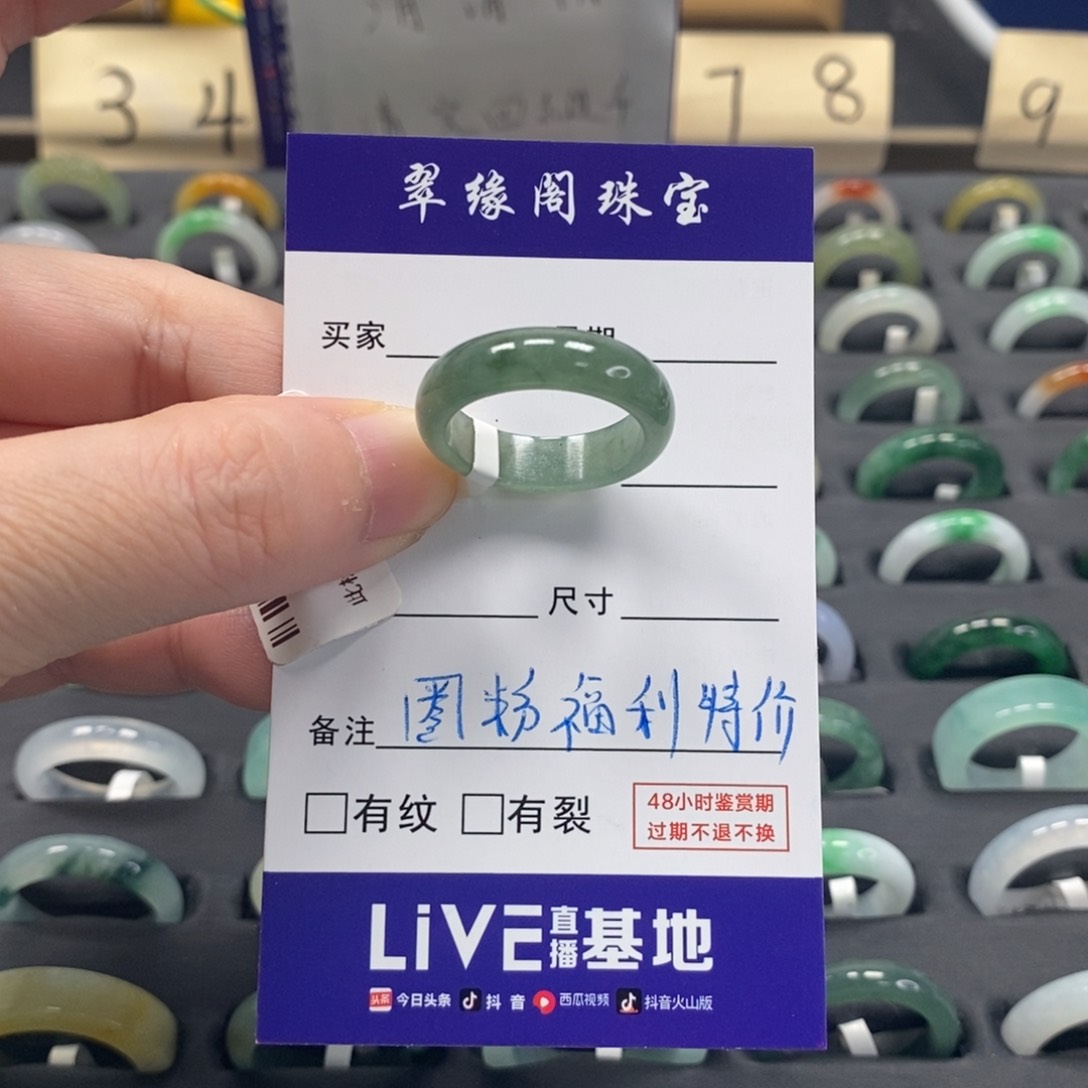 3 4
7 8
9
翠缘阁珠宝
买家
尺寸
备注 圈粉福利特价
□有纹 □有裂
48小时鉴赏期
过期不退不换
LiVE直播基地
今日头条 抖音 西瓜视频 抖音火山版